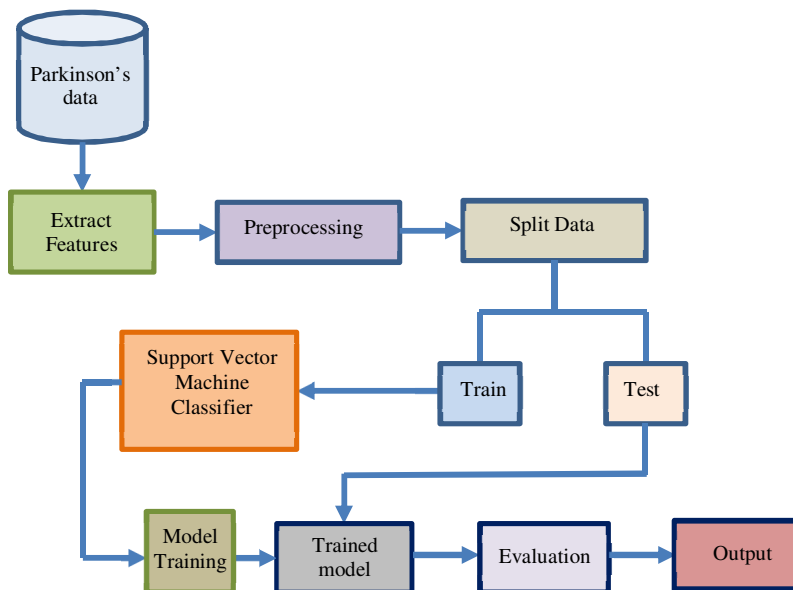 Parkinson’s
data
Extract
Features
Preprocessing
Split Data
Support Vector
Machine
Classifier
Train
Test
Model
Training
Trained
model
Evaluation
Output